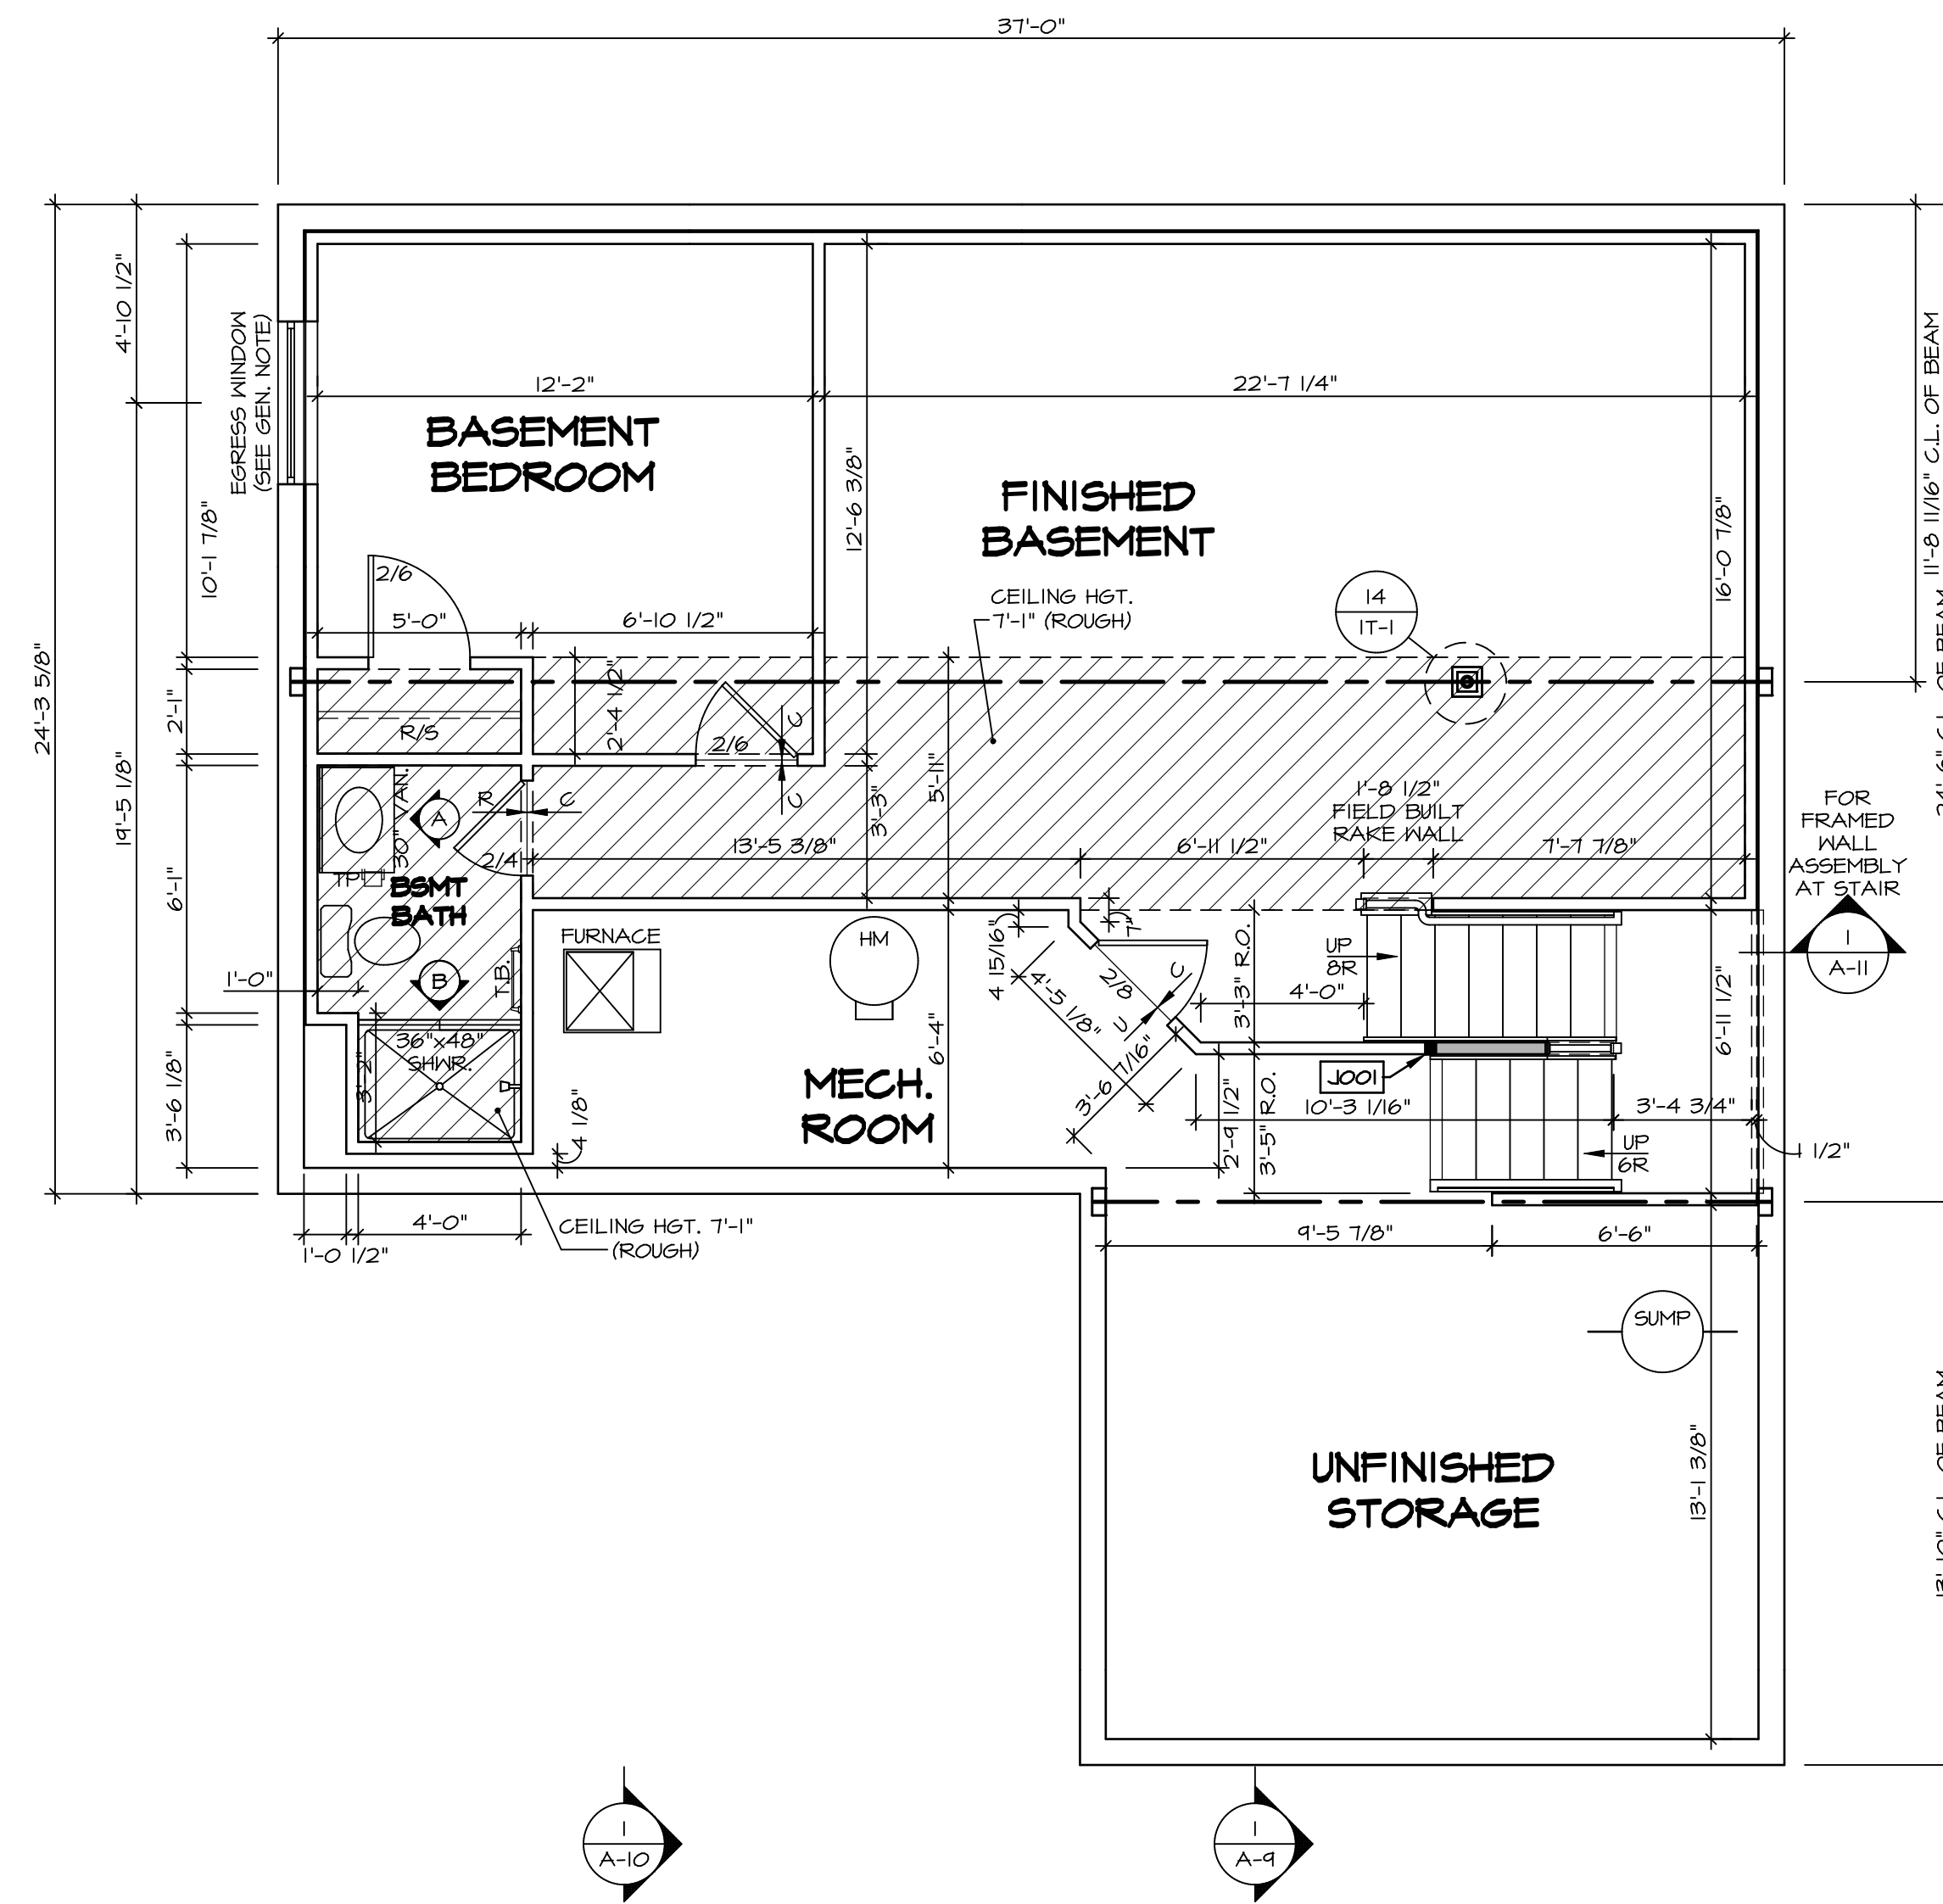 37'-0"
24'-3 5/8"
4'-10 1/2"
19'-5 1/8"
10'-1 7/8"
2'-1"
6'-1"
3'-6 1/8"
EGRESS WINDOW
(SEE GEN. NOTE)
12'-2"
22'-7 1/4"
BASEMENT
BEDROOM
12'-6 3/8"
FINISHED
BASEMENT
CEILING HGT.
7'-1" (ROUGH)
14
1T-1
16'-0 7/8"
11'-8 11/16" C.L. OF BEAM
2/6
5'-0"
6'-10 1/2"
2'-4 1/2"
R/S
2/6
C
C
5'-11"
3'-3"
1'-8 1/2"
FIELD BUILT
RAKE WALL
FOR
FRAMED
WALL
ASSEMBLY
AT STAIR
1
A-11
30" VAN.
A
R
C
2/4
TP
BSMT
BATH
13'-5 3/8"
6'-11 1/2"
7'-7 7/8"
B
T.B.
1'-0"
FURNACE
HM
4 15/16"
7"
2/8
C
U
4'-5 1/8"
3'-6 7/16"
3'-3" R.O.
4'-0"
UP
8R
6'-11 1/2"
36"x48"
SHWR.
3'-2"
4 1/8"
6'-4"
MECH.
ROOM
J001
2'-9 1/2"
3'-5" R.O.
10'-3 1/16"
3'-4 3/4"
UP
6R
1 1/2"
4'-0"
1'-0 1/2"
CEILING HGT. 7'-1"
(ROUGH)
9'-5 7/8"
6'-6"
SUMP
13'-1 3/8"
UNFINISHED
STORAGE
1
A-10
1
A-9